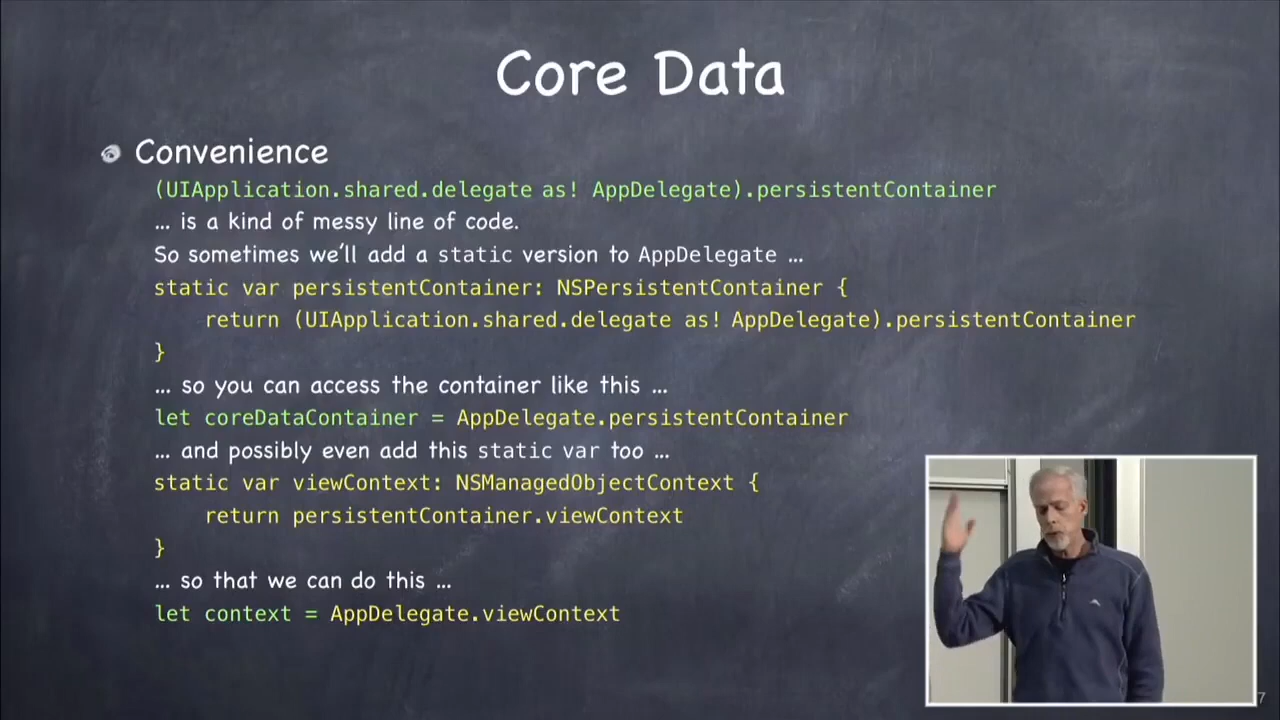 Core Data
Convenience
(UIApplication.shared.delegate as! AppDelegate).persistentContainer
... is a kind of messy line of code.
So sometimes we'll add a static version to AppDelegate ...
static var persistentContainer: NSPersistentContainer {
return (UIApplication.shared.delegate as! AppDelegate).persistentContainer
}
... so you can access the container like this ...
let coreDataContainer = AppDelegate.persistentContainer
... and possibly even add this static var too ...
static var viewContext: NSManagedObjectContext {
return persistentContainer.viewContext
}
... so that we can do this ...
let context = AppDelegate.viewContext